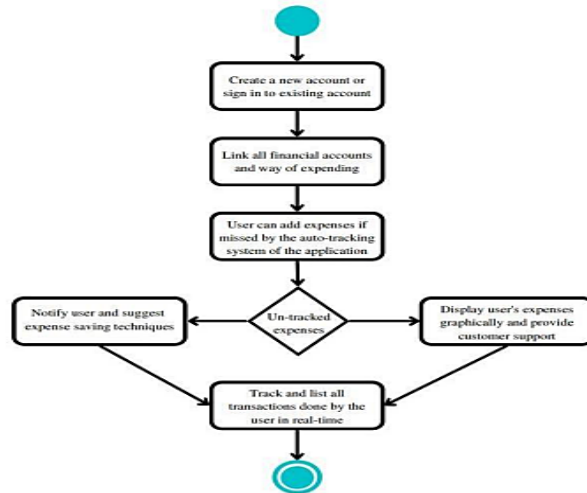 Create a new account or
sign in to existing account
Link all financial accounts
and way of expending
User can add expenses if
missed by the auto-tracking
system of the application
Notify user and suggest
expense saving techniques
Un-tracked
expenses
Display user's expenses
graphically and provide
customer support
Track and list all
transactions done by the
user in real-time